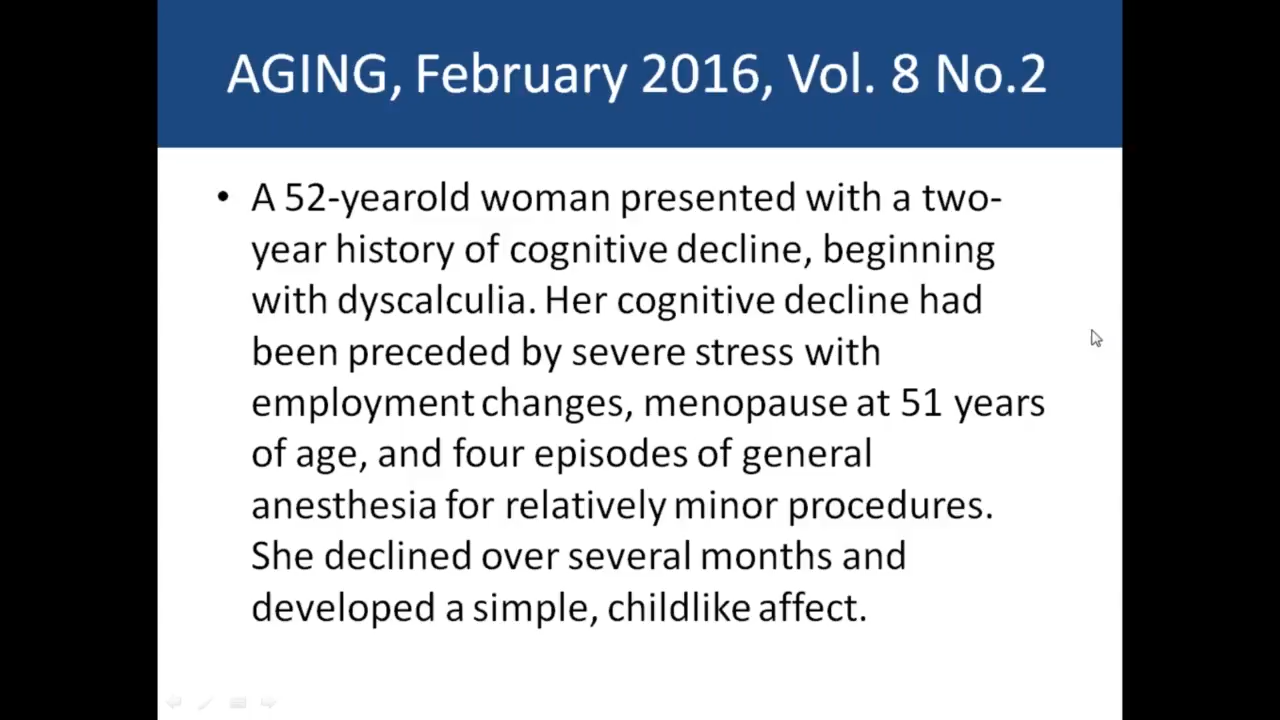 AGING, February 2016, Vol. 8 No.2
• A 52-yearold woman presented with a two-
year history of cognitive decline, beginning
with dyscalculia. Her cognitive decline had
been preceded by severe stress with
employment changes, menopause at 51 years
of age, and four episodes of general
anesthesia for relatively minor procedures.
She declined over several months and
developed a simple, childlike affect.